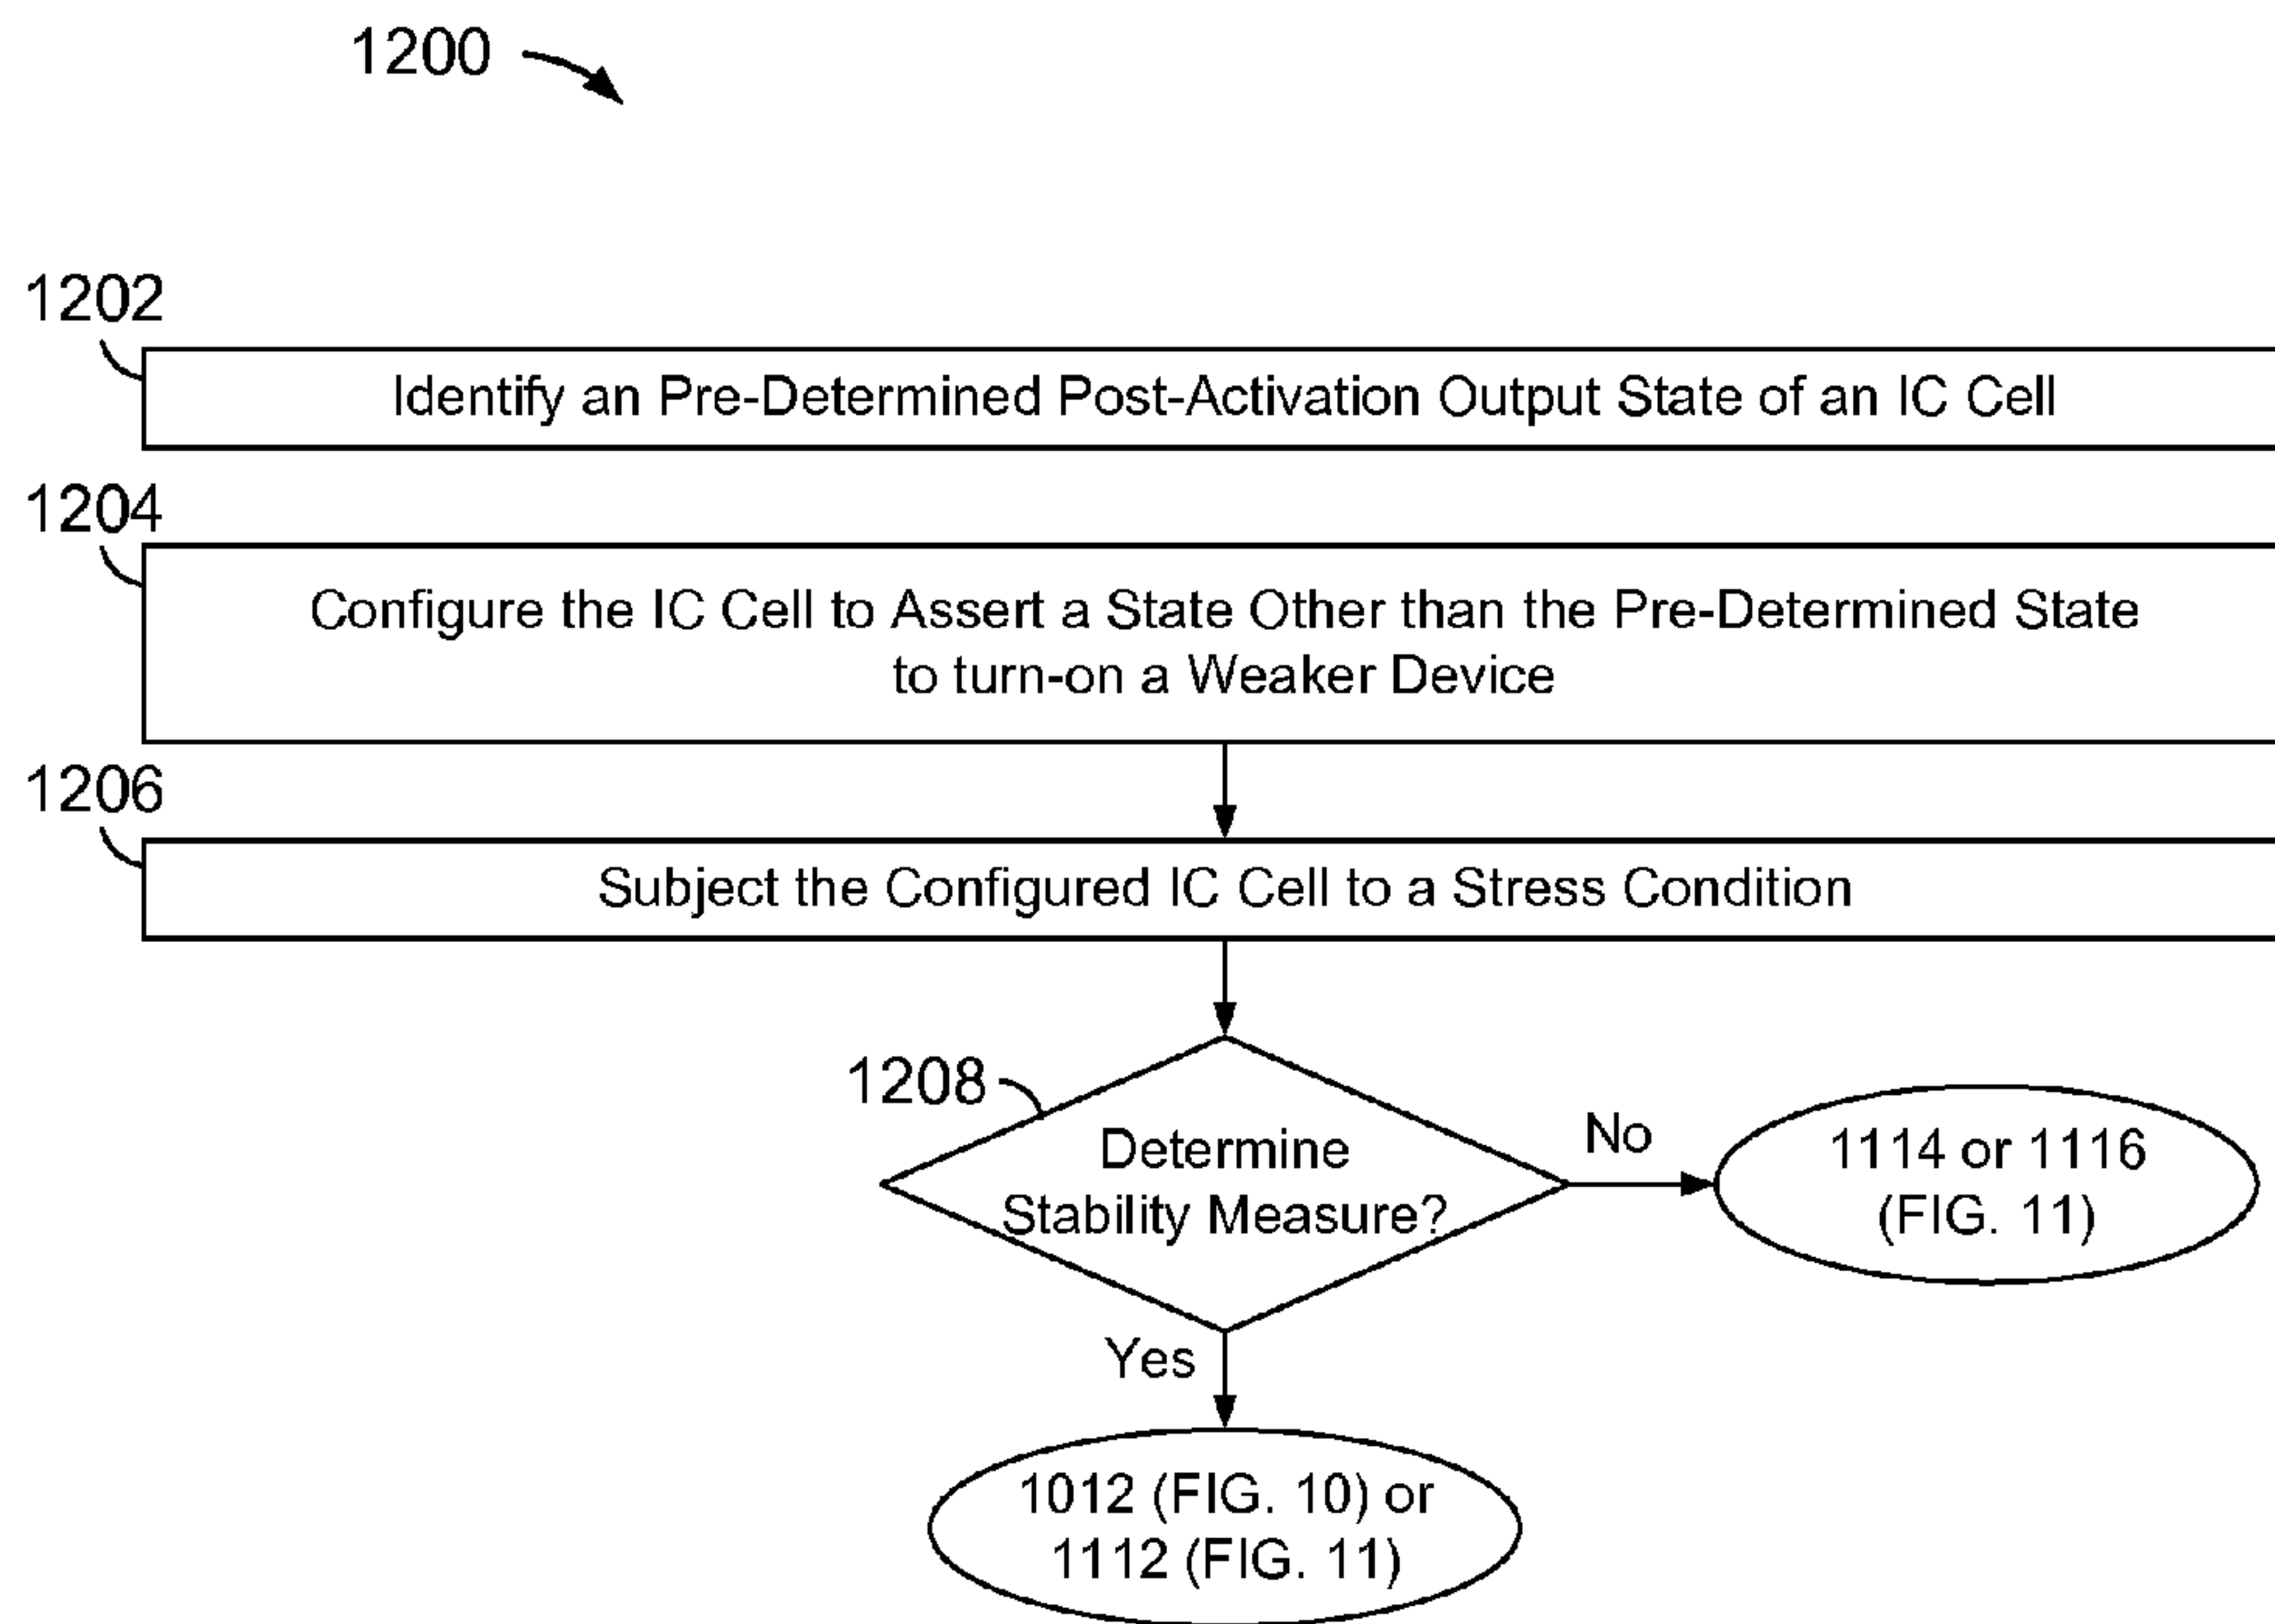 1200
1202
Identify an Pre-Determined Post-Activation Output State of an IC Cell
1204
Configure the IC Cell to Assert a State Other than the Pre-Determined State
to turn-on a Weaker Device
1206
Subject the Configured IC Cell to a Stress Condition
1208
Determine
Stability Measure?
No
1114 or 1116
(FIG. 11)
Yes
1012 (FIG. 10) or
1112 (FIG. 11)